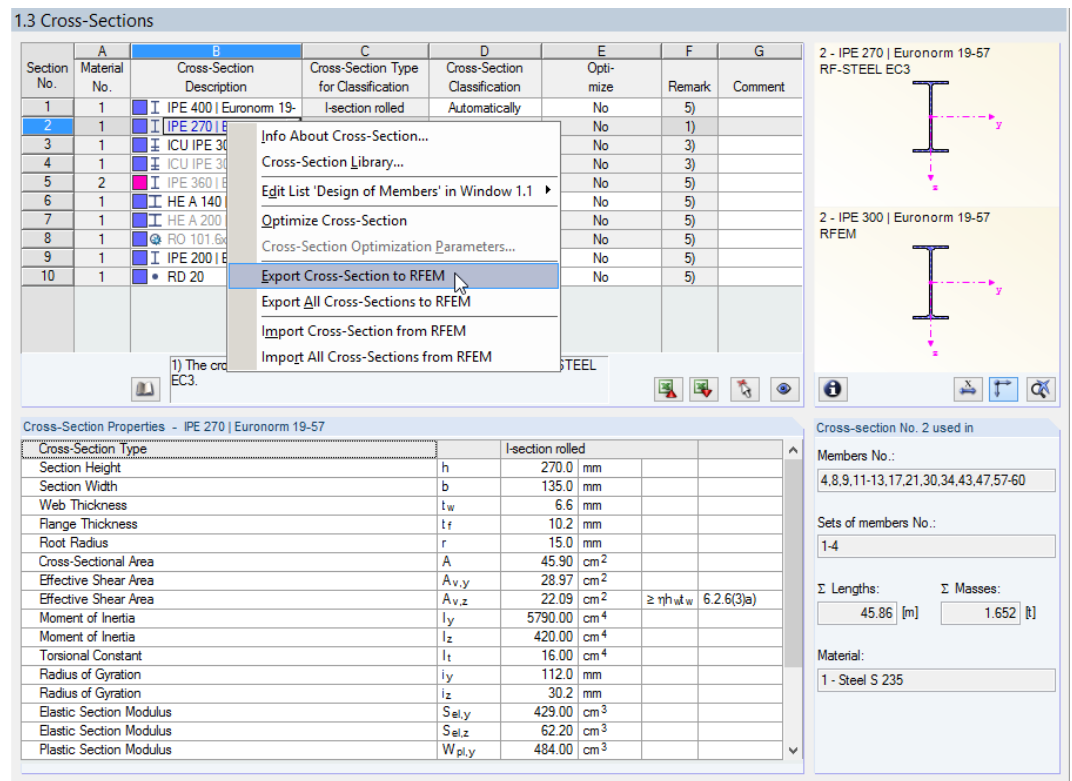 1.3 Cross-Sections
A B C D E F G
Section No. Material No. Cross-Section Description Cross-Section Type for Classification Cross-Section Classification Opti-mize Remark Comment
1 1 IPE 400 | Euronorm 19- I-section rolled Automatically No 5)
2 1 IPE 270 | E No 1)
3 1 ICU IPE 30 No 3)
4 1 ICU IPE 30 No 3)
5 2 IPE 360 | E No 5)
6 1 HE A 140 | No 5)
7 1 HE A 200 No 5)
8 1 RO 101.6x No 5)
9 1 IPE 200 | E No 5)
10 1 RD 20 No 5)
Info About Cross-Section...
Cross-Section Library...
Edit List 'Design of Members' in Window 1.1
Optimize Cross-Section
Cross-Section Optimization Parameters...
Export Cross-Section to RFEM
Export All Cross-Sections to RFEM
Import Cross-Section from RFEM
Import All Cross-Sections from RFEM
1) The cro STEEL
EC3.
2 - IPE 270 | Euronorm 19-57
RF-STEEL EC3
y
z
2 - IPE 300 | Euronorm 19-57
RFEM
y
z
Cross-Section Properties - IPE 270 | Euronorm 19-57
Cross-Section Type I-section rolled
Section Height h 270.0 mm
Section Width b 135.0 mm
Web Thickness tw 6.6 mm
Flange Thickness tf 10.2 mm
Root Radius r 15.0 mm
Cross-Sectional Area A 45.90 cm2
Effective Shear Area Av,y 28.97 cm2
Effective Shear Area Av,z 22.09 cm2 ≥ ηhwtw 6.2.6(3)a)
Moment of Inertia Iy 5790.00 cm4
Moment of Inertia Iz 420.00 cm4
Torsional Constant It 16.00 cm4
Radius of Gyration iy 112.0 mm
Radius of Gyration iz 30.2 mm
Elastic Section Modulus Sel,y 429.00 cm3
Elastic Section Modulus Sel,z 62.20 cm3
Plastic Section Modulus Wpl,y 484.00 cm3
Cross-section No. 2 used in
Members No.:
4,8,9,11-13,17,21,30,34,43,47,57-60
Sets of members No.:
1-4
Σ Lengths: Σ Masses:
45.86 [m] 1.652 [t]
Material:
1 - Steel S 235